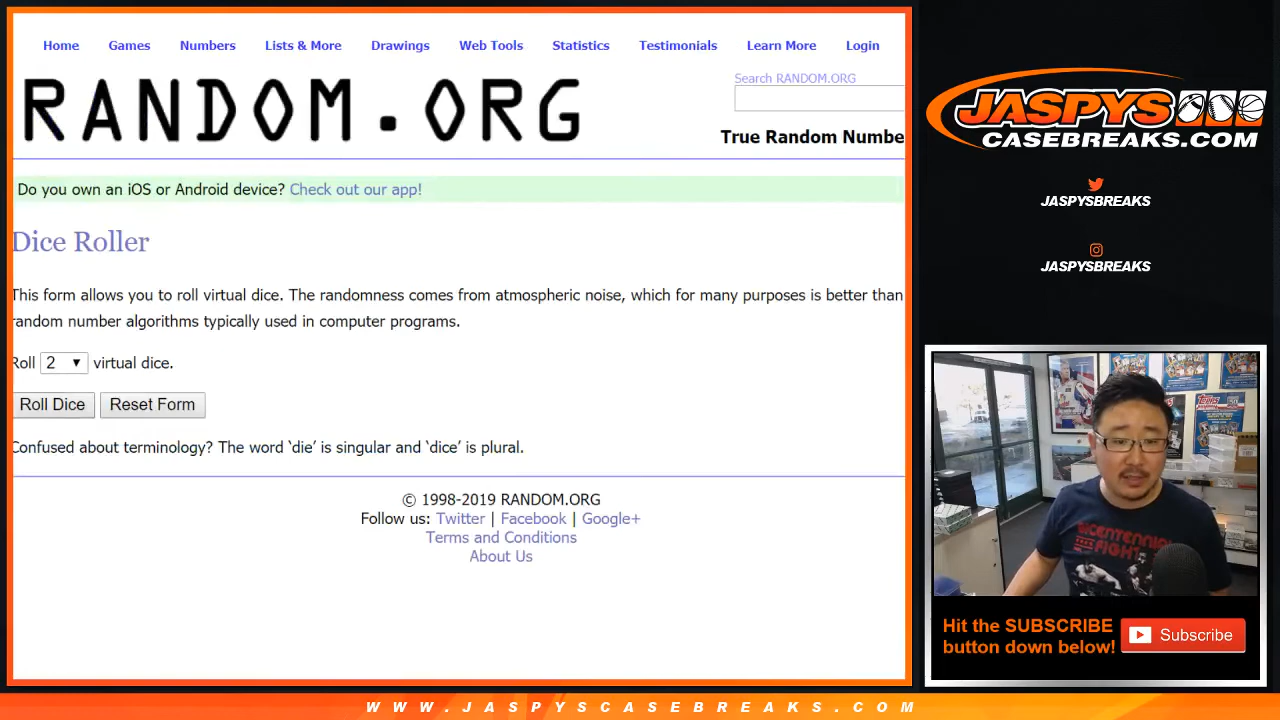 Home Games Numbers Lists & More Drawings Web Tools Statistics Testimonials Learn More Login
RANDOM.ORG
Search RANDOM.ORG
True Random Numbe
Do you own an iOS or Android device? Check out our app!
Dice Roller
This form allows you to roll virtual dice. The randomness comes from atmospheric noise, which for many purposes is better than
random number algorithms typically used in computer programs.
Roll 2 virtual dice.
Roll Dice Reset Form
Confused about terminology? The word ‘die’ is singular and ‘dice’ is plural.
© 1998-2019 RANDOM.ORG
Follow us: Twitter | Facebook | Google+
Terms and Conditions
About Us
JASPYS
CASEBREAKS.COM
JASPYSBREAKS
JASPYSBREAKS
BICENTENNIAL
FIGHT
Hit the SUBSCRIBE
button down below!
Subscribe
WWW.JASPYSCASEBREAKS.COM